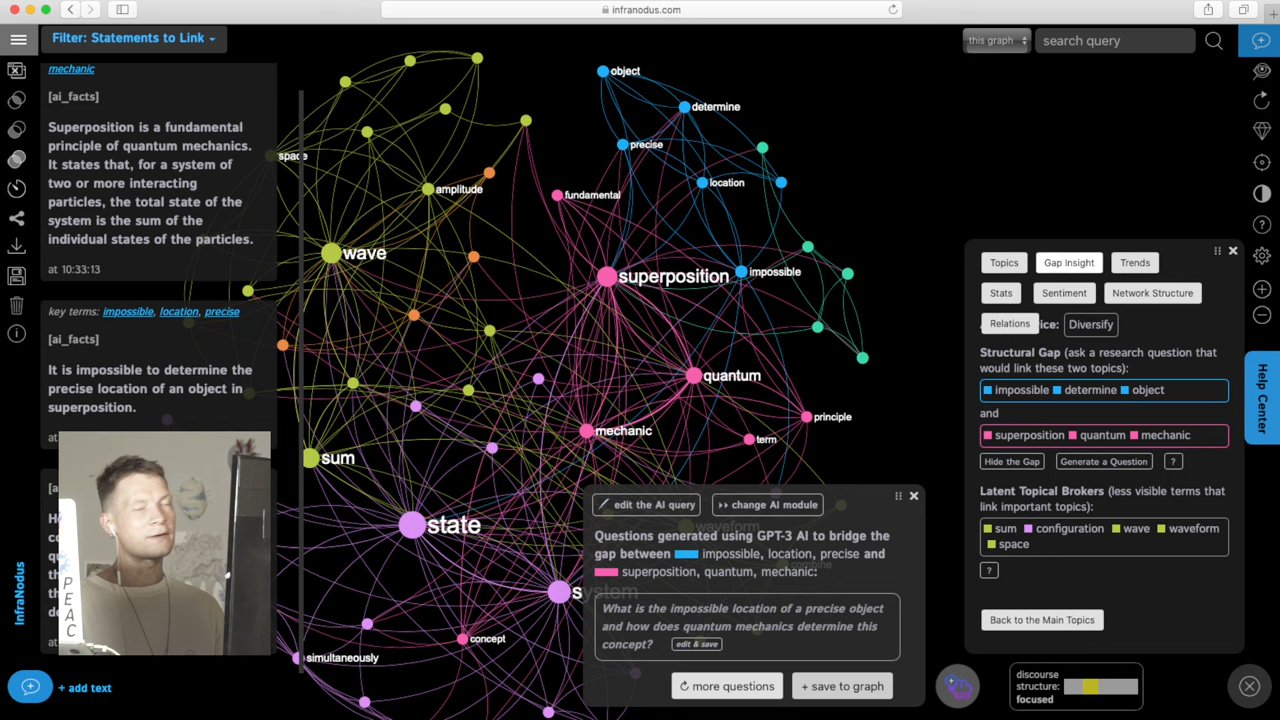 infranodus.com
Filter: Statements to Link
this graph
search query
mechanic
[ai_facts]
Superposition is a fundamental
principle of quantum mechanics.
It states that, for a system of
two or more interacting
particles, the total state of the
system is the sum of the
individual states of the particles.
at 10:33:13
key terms: impossible, location, precise
[ai_facts]
It is impossible to determine the
precise location of an object in
superposition.
at
InfraNodus
PEAC
+ add text
object
determine
precise
location
space
amplitude
fundamental
wave
superposition
impossible
quantum
principle
mechanic
term
sum
state
waveform
combine
system
concept
simultaneously
edit the AI query
change AI module
Questions generated using GPT-3 AI to bridge the
gap between impossible, location, precise and
superposition, quantum, mechanic:
What is the impossible location of a precise object
and how does quantum mechanics determine this
concept? edit & save
more questions
+ save to graph
Topics
Gap Insight
Trends
Stats
Sentiment
Network Structure
Relations
ice: Diversify
Structural Gap (ask a research question that
would link these two topics):
impossible determine object
and
superposition quantum mechanic
Hide the Gap
Generate a Question
?
Latent Topical Brokers (less visible terms that
link important topics):
sum configuration wave waveform
space
?
Back to the Main Topics
Help Center
discourse
structure:
focused